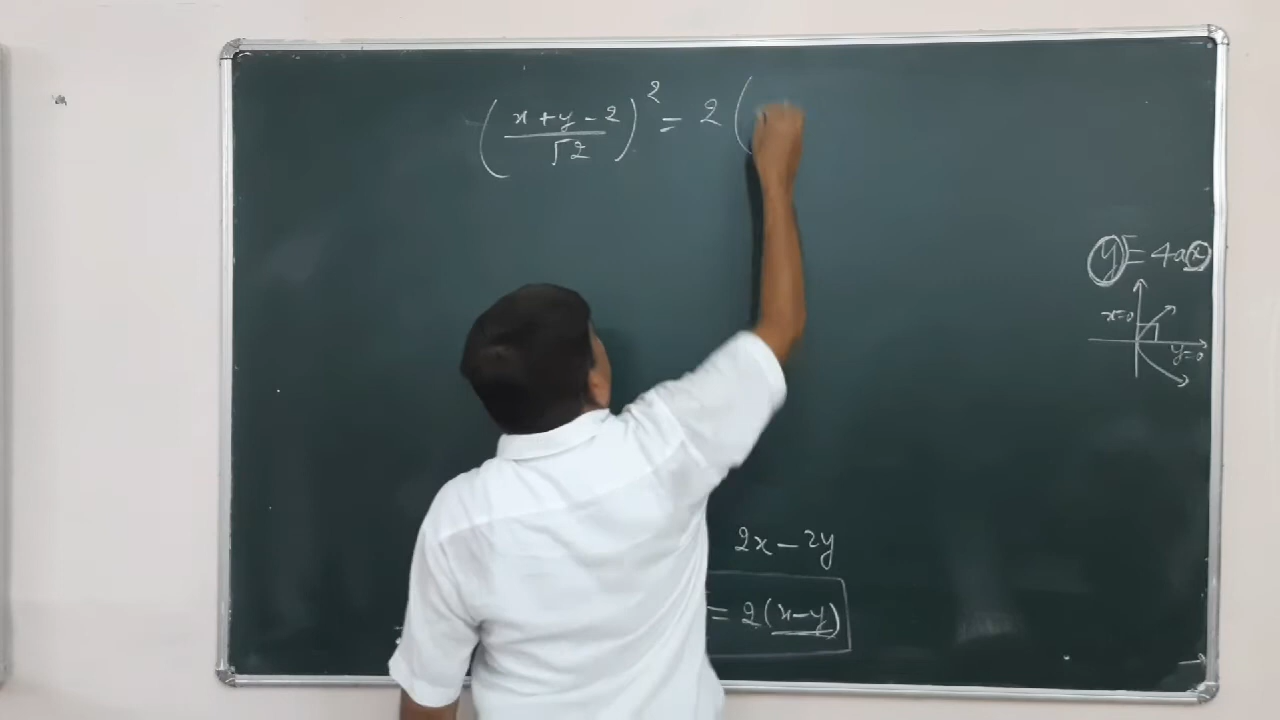 (x + y - 2 / √2)² = 2 (
y² = 4ax
x=0
y=0
2x - 2y
= 2 (x-y)